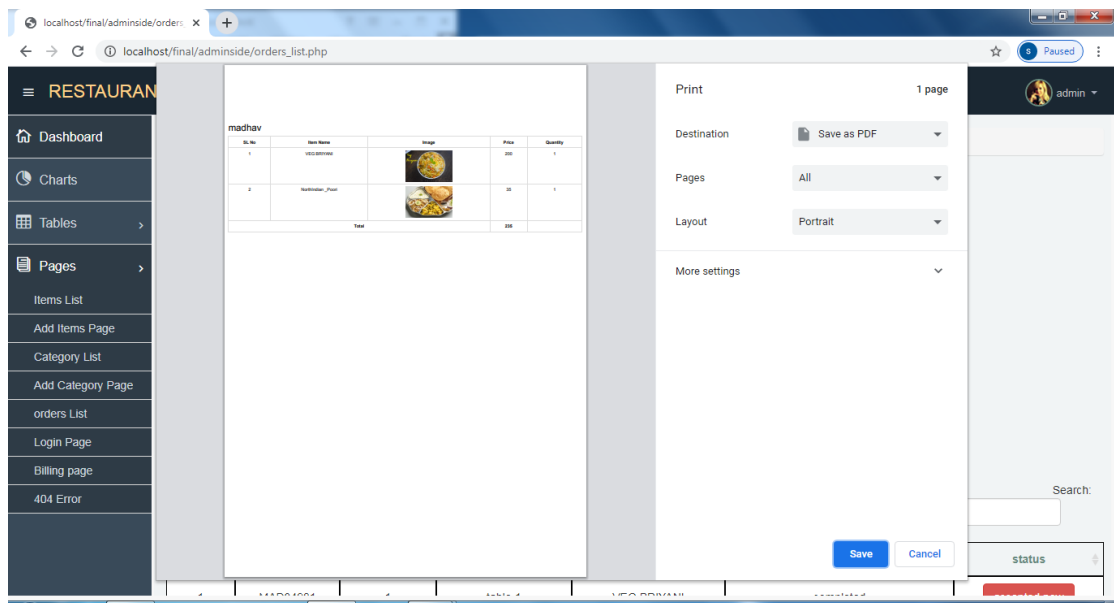 localhost/final/adminside/orders
localhost/final/adminside/orders_list.php
s Paused
RESTAURAN
admin
Dashboard
Charts
Tables
Pages
Items List
Add Items Page
Category List
Add Category Page
orders List
Login Page
Billing page
404 Error
madhav
SL No Item Name Image Price Quantity
1 VEG.BRIYANI 200 1
2 NorthIndian _Poori 35 1
Total 235
Print 1 page
Destination Save as PDF
Pages All
Layout Portrait
More settings
Save Cancel
Search:
status